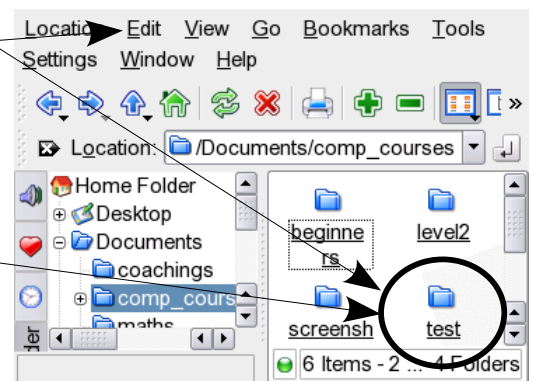 Location Edit View Go Bookmarks Tools
Settings Window Help
Location: /Documents/comp_courses
Home Folder
Desktop
Documents
coachings
comp_cours
maths
beginne
rs
level2
screensh
test
6 Items - 2 ... 4 Folders